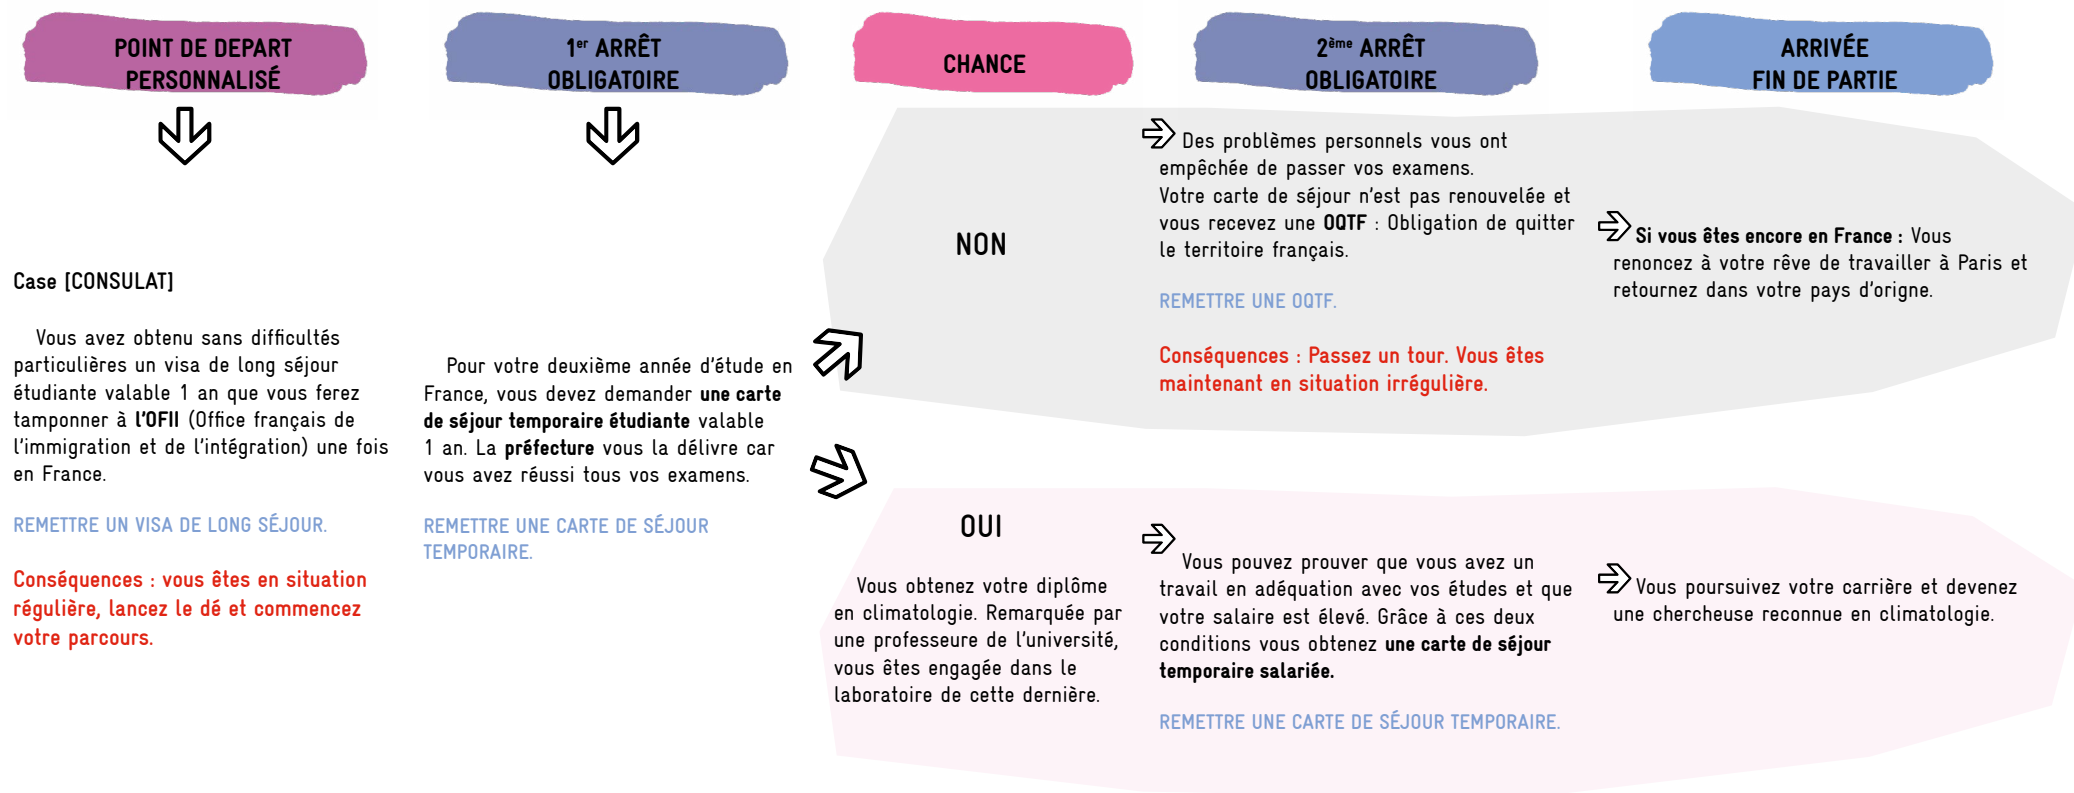 POINT DE DEPART
PERSONNALISÉ
1er ARRÊT
OBLIGATOIRE
CHANCE
2ème ARRÊT
OBLIGATOIRE
ARRIVÉE
FIN DE PARTIE
Case [CONSULAT]
Vous avez obtenu sans difficultés
particulières un visa de long séjour
étudiante valable 1 an que vous ferez
tamponner à l'OFII (Office français de
l'immigration et de l'intégration) une fois
en France.
REMETTRE UN VISA DE LONG SÉJOUR.
Conséquences : vous êtes en situation
régulière, lancez le dé et commencez
votre parcours.
Pour votre deuxième année d'étude en
France, vous devez demander une carte
de séjour temporaire étudiante valable
1 an. La préfecture vous la délivre car
vous avez réussi tous vos examens.
REMETTRE UNE CARTE DE SÉJOUR
TEMPORAIRE.
NON
Des problèmes personnels vous ont
empêchée de passer vos examens.
Votre carte de séjour n'est pas renouvelée et
vous recevez une OQTF : Obligation de quitter
le territoire français.
REMETTRE UNE OQTF.
Conséquences : Passez un tour. Vous êtes
maintenant en situation irrégulière.
Si vous êtes encore en France : Vous
renoncez à votre rêve de travailler à Paris et
retournez dans votre pays d'origne.
OUI
Vous obtenez votre diplôme
en climatologie. Remarquée par
une professeure de l'université,
vous êtes engagée dans le
laboratoire de cette dernière.
Vous pouvez prouver que vous avez un
travail en adéquation avec vos études et que
votre salaire est élevé. Grâce à ces deux
conditions vous obtenez une carte de séjour
temporaire salariée.
REMETTRE UNE CARTE DE SÉJOUR TEMPORAIRE.
Vous poursuivez votre carrière et devenez
une chercheuse reconnue en climatologie.